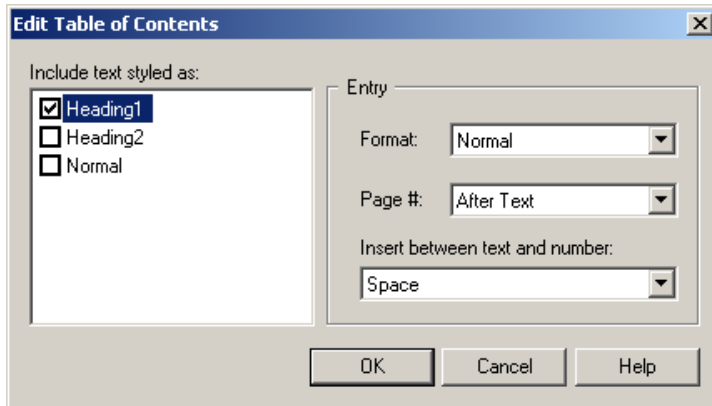 Edit Table of Contents
Include text styled as:
Heading1
Heading2
Normal
Entry
Format: Normal
Page #: After Text
Insert between text and number:
Space
OK Cancel Help